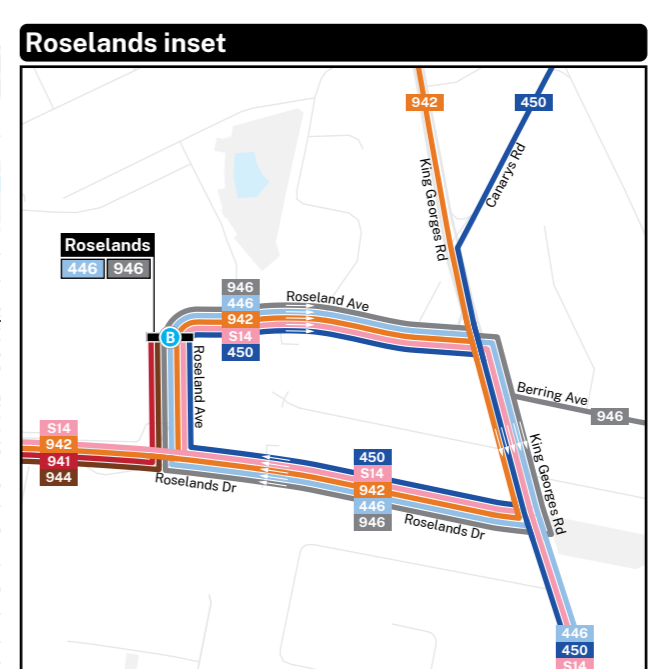 Roselands inset
942
450
King Georges Rd
Canarys Rd
Roselands
446 946
946
446
942
S14
450
Roseland Ave
B
Roseland Ave
Berring Ave
946
S14
942
941
944
King Georges Rd
450
S14
942
446
946
Roselands Dr
Roselands Dr
446
450
S14